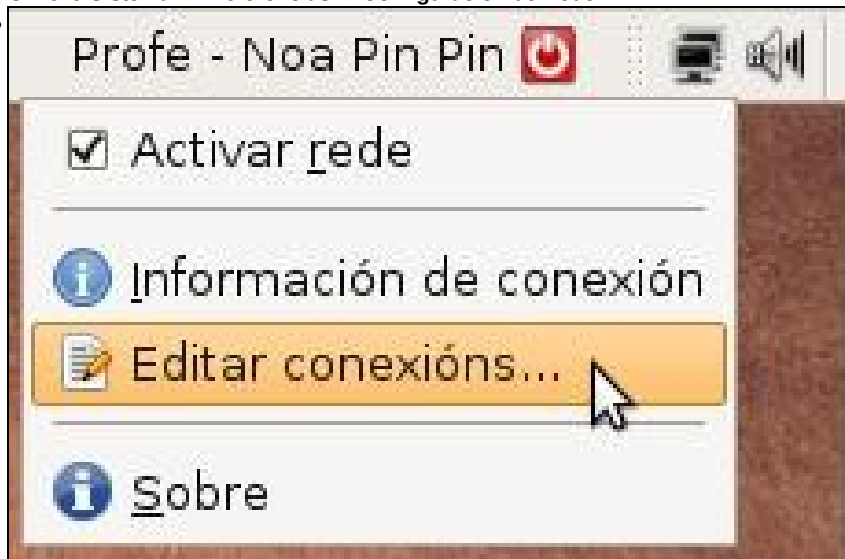 Profe - Noa Pin Pin
Activar rede
Información de conexión
Editar conexións...
Sobre